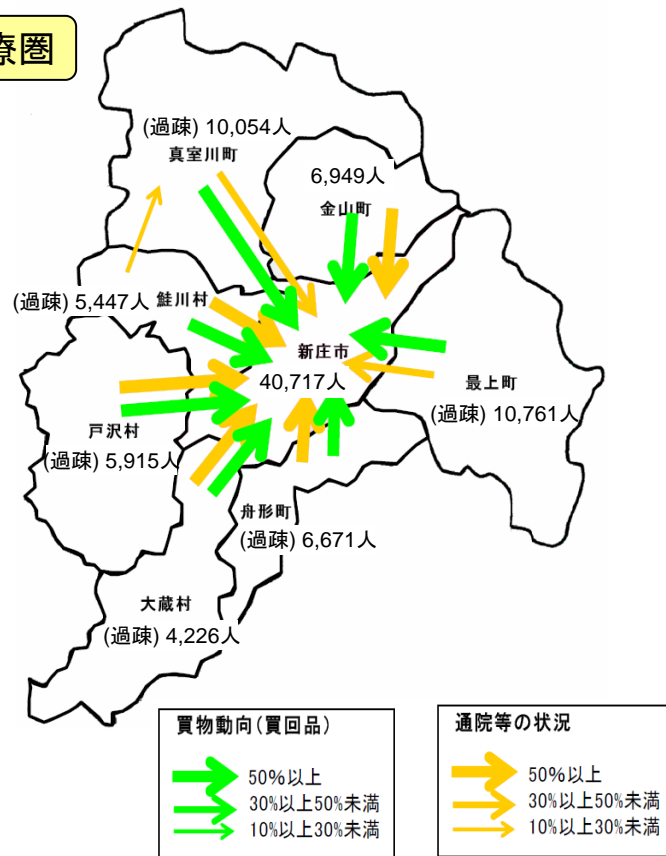 療圏
(過疎) 10,054人
真室川町
6,949人
金山町
(過疎) 5,447人
鮭川村
新庄市
40,717人
最上町
(過疎) 10,761人
戸沢村
(過疎) 5,915人
舟形町
(過疎) 6,671人
大蔵村
(過疎) 4,226人
買物動向(買回品)
50%以上
30%以上50%未満
10%以上30%未満
通院等の状況
50%以上
30%以上50%未満
10%以上30%未満